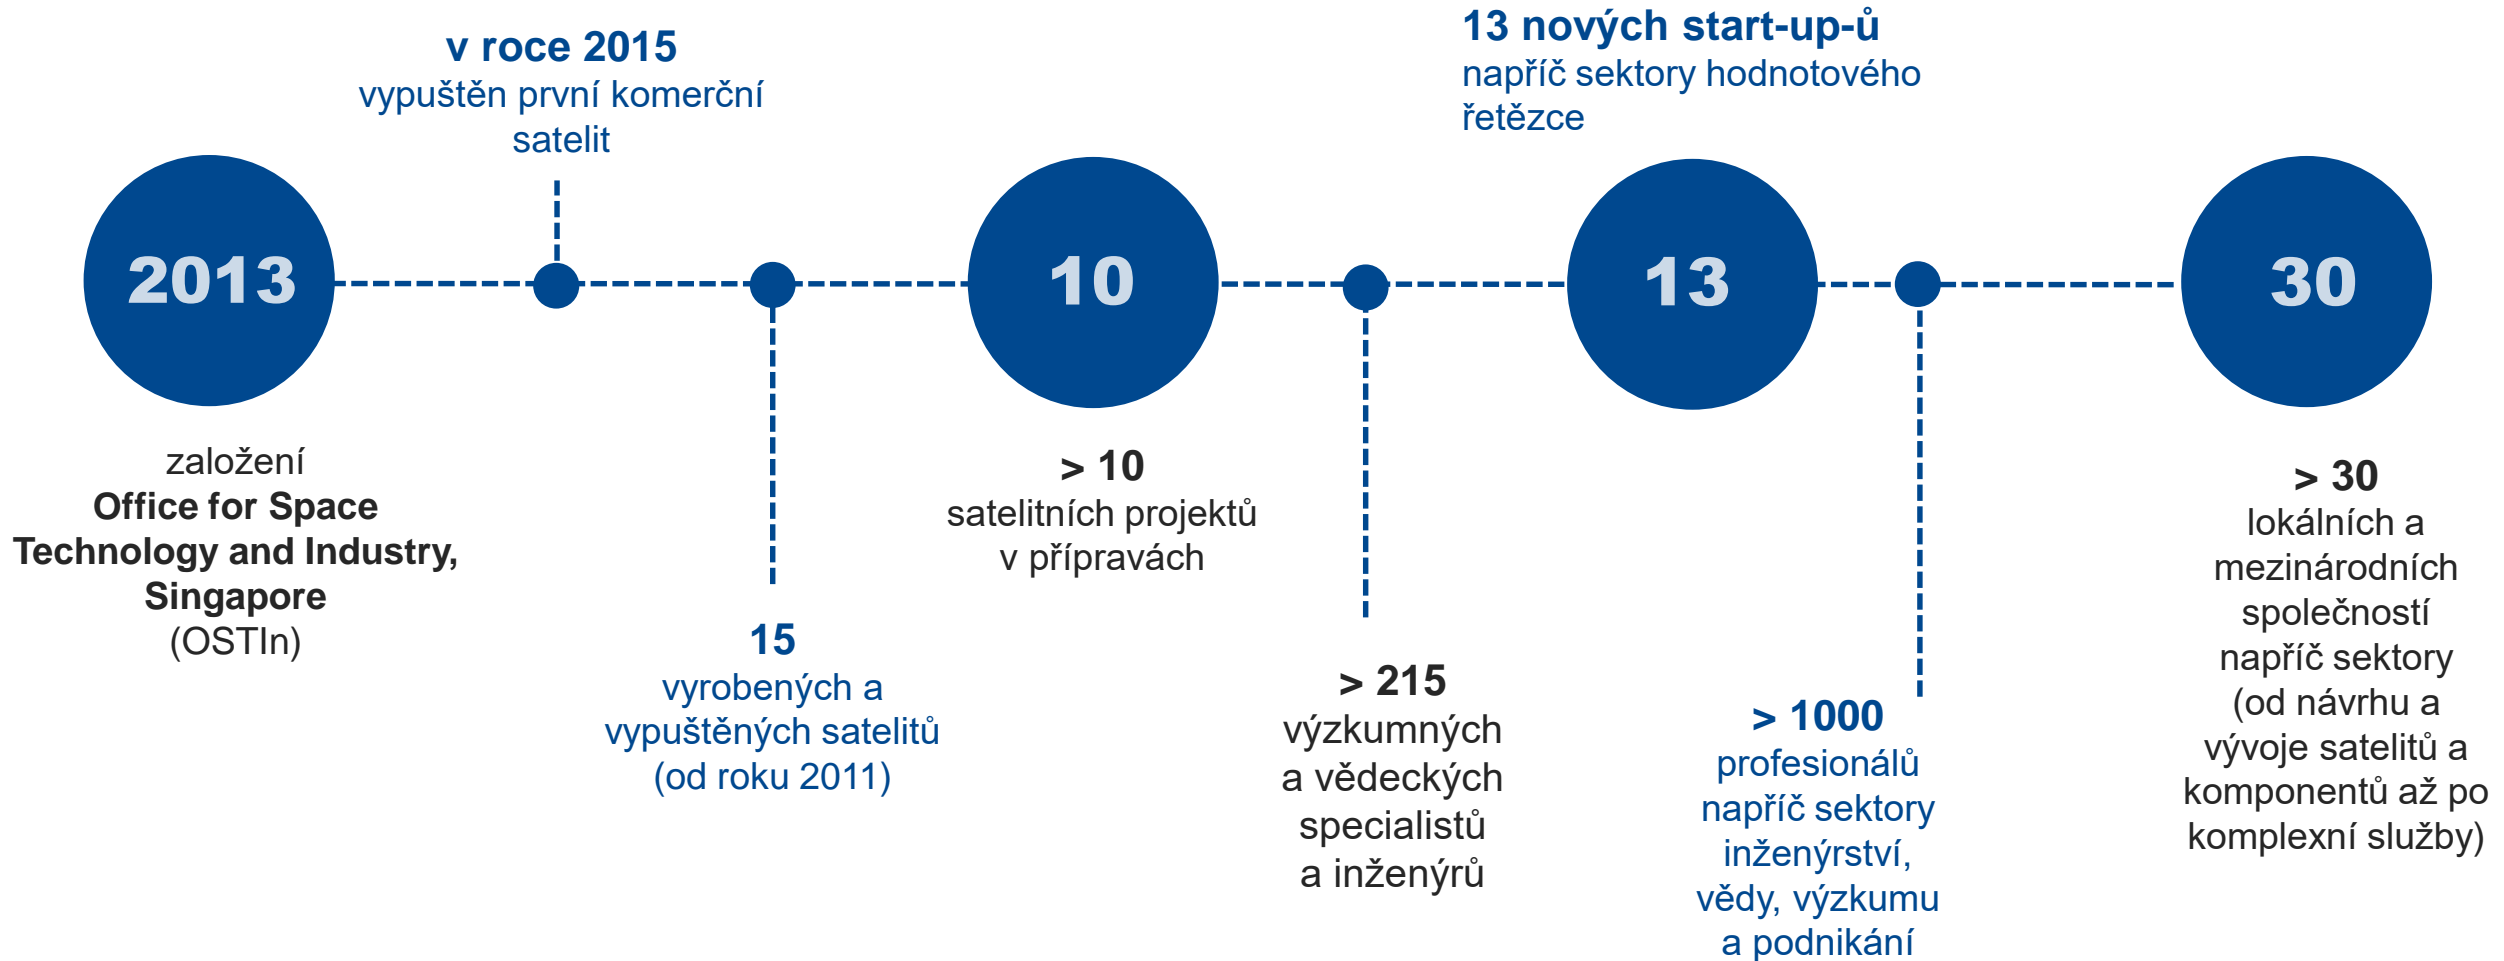 v roce 2015
vypuštěn první komerční
satelit
13 nových start-up-ů
napříč sektory hodnotového
řetězce
2013
10
13
30
založení
Office for Space
Technology and Industry,
Singapore
(OSTIn)
15
vyrobených a
vypuštěných satelitů
(od roku 2011)
> 10
satelitních projektů
v přípravách
> 215
výzkumných
a vědeckých
specialistů
a inženýrů
> 1000
profesionálů
napříč sektory
inženýrství,
vědy, výzkumu
a podnikání
> 30
lokálních a
mezinárodních
společností
napříč sektory
(od návrhu a
vývoje satelitů a
komponentů až po
komplexní služby)